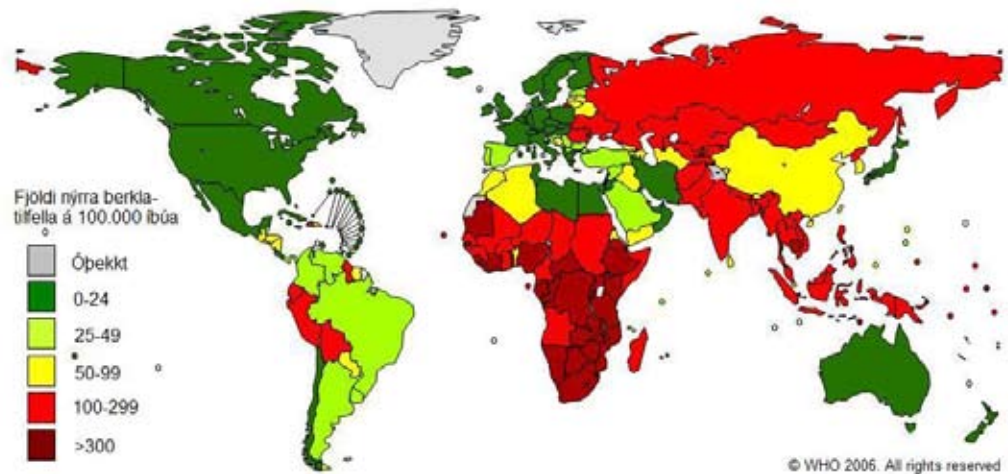 Fjöldi nýrra berkla-
tilfella á 100.000 íbúa
Óþekkt
0-24
25-49
50-99
100-299
>300
© WHO 2006. All rights reserved